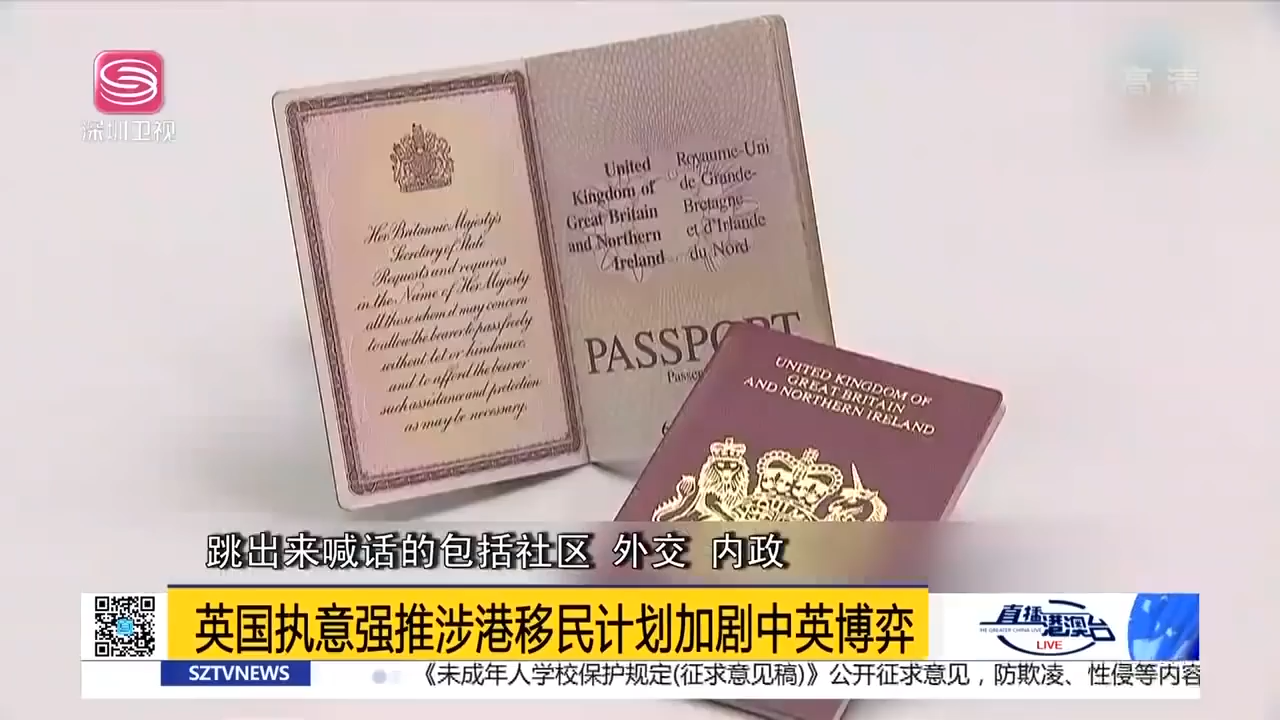 深圳卫视
高清
Her Britannic Majesty's
Secretary of State
Requests and requires
in the Name of Her Majesty
all those whom it may concern
to allow the bearer to pass freely
without let or hindrance,
and to afford the bearer
such assistance and protection
as may be necessary.
United
Kingdom of
Great Britain
and Northern
Ireland
Royaume-Uni
de Grande-
Bretagne
et d'Irlande
du Nord
PASSPORT
UNITED KINGDOM OF
GREAT BRITAIN
AND NORTHERN IRELAND
跳出来喊话的包括社区 外交 内政
英国执意强推涉港移民计划加剧中英博弈
直播港澳台
THE GREATER CHINA LIVE
LIVE
SZTVNEWS
《未成年人学校保护规定(征求意见稿)》公开征求意见，防欺凌、性侵等内容